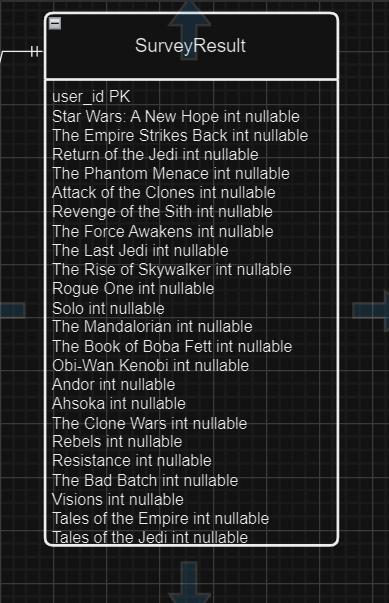 SurveyResult
user_id PK
Star Wars: A New Hope int nullable
The Empire Strikes Back int nullable
Return of the Jedi int nullable
The Phantom Menace int nullable
Attack of the Clones int nullable
Revenge of the Sith int nullable
The Force Awakens int nullable
The Last Jedi int nullable
The Rise of Skywalker int nullable
Rogue One int nullable
Solo int nullable
The Mandalorian int nullable
The Book of Boba Fett int nullable
Obi-Wan Kenobi int nullable
Andor int nullable
Ahsoka int nullable
The Clone Wars int nullable
Rebels int nullable
Resistance int nullable
The Bad Batch int nullable
Visions int nullable
Tales of the Empire int nullable
Tales of the Jedi int nullable